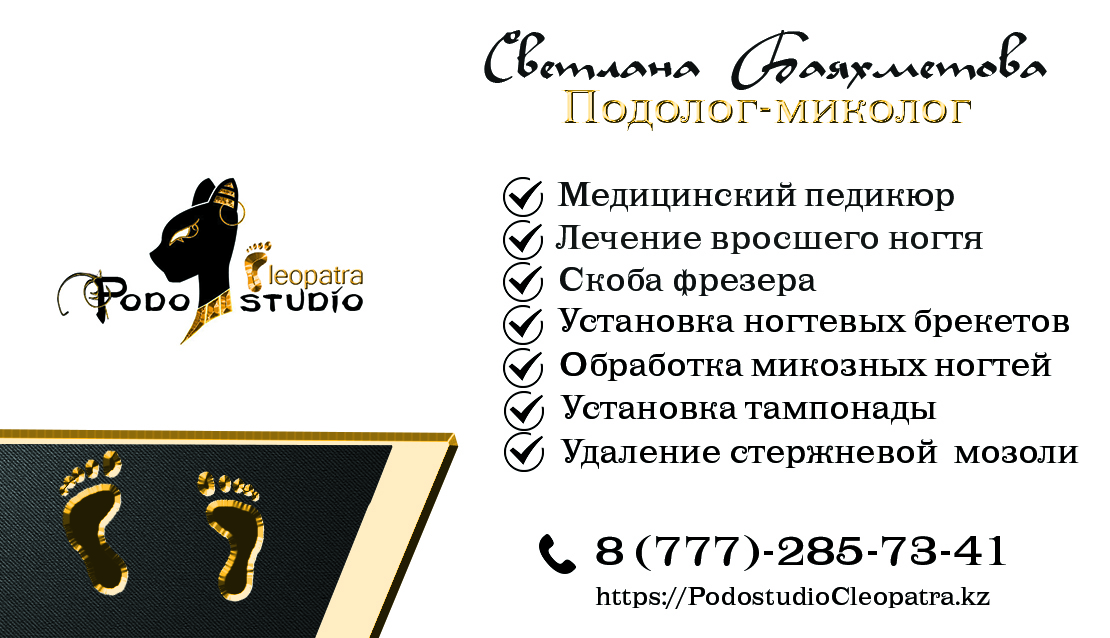 Светлана Баяхметова
Подолог-миколог
Медицинский педикюр
Лечение вросшего ногтя
Скоба фрезера
Установка ногтевых брекетов
Обработка микозных ногтей
Установка тампонады
Удаление стержневой мозоли
Cleopatra
Podo studio
8 (777)-285-73-41
https://PodostudioCleopatra.kz